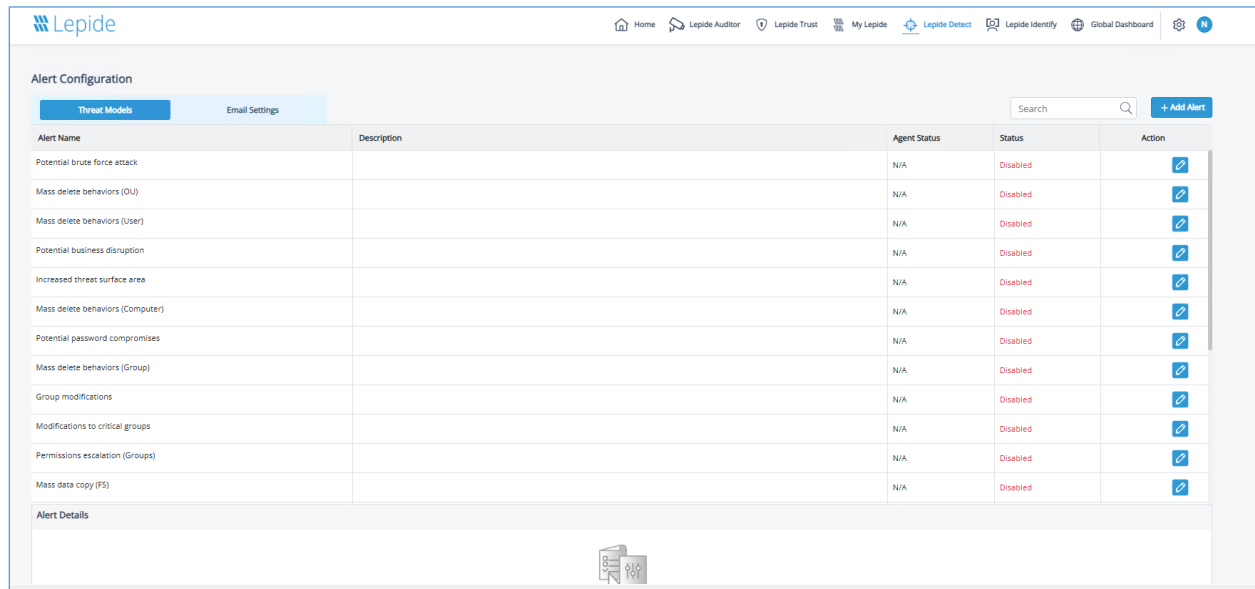 Lepide
Home Lepide Auditor Lepide Trust My Lepide Lepide Detect Lepide Identify Global Dashboard N
Alert Configuration
Threat Models Email Settings Search + Add Alert
Alert Name Description Agent Status Status Action
Potential brute force attack N/A Disabled
Mass delete behaviors (OU) N/A Disabled
Mass delete behaviors (User) N/A Disabled
Potential business disruption N/A Disabled
Increased threat surface area N/A Disabled
Mass delete behaviors (Computer) N/A Disabled
Potential password compromises N/A Disabled
Mass delete behaviors (Group) N/A Disabled
Group modifications N/A Disabled
Modifications to critical groups N/A Disabled
Permissions escalation (Groups) N/A Disabled
Mass data copy (FS) N/A Disabled
Alert Details